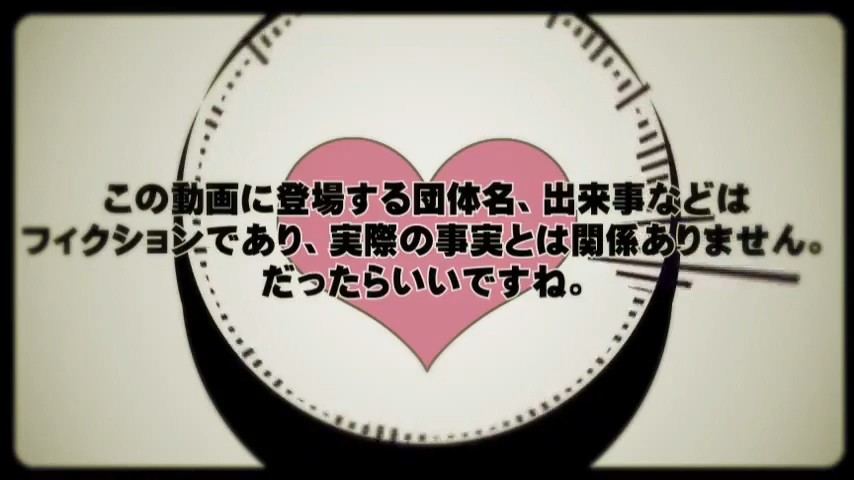 この動画に登場する団体名、出来事などは
フィクションであり、実際の事実とは関係ありません。
だったらいいですね。